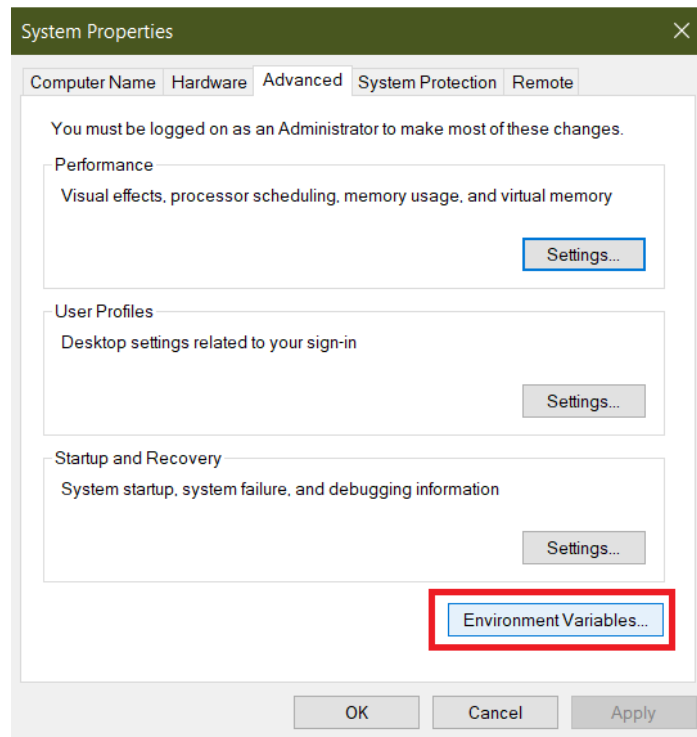 System Properties
Computer Name Hardware Advanced System Protection Remote
You must be logged on as an Administrator to make most of these changes.
Performance
Visual effects, processor scheduling, memory usage, and virtual memory
Settings...
User Profiles
Desktop settings related to your sign-in
Settings...
Startup and Recovery
System startup, system failure, and debugging information
Settings...
Environment Variables...
OK Cancel Apply